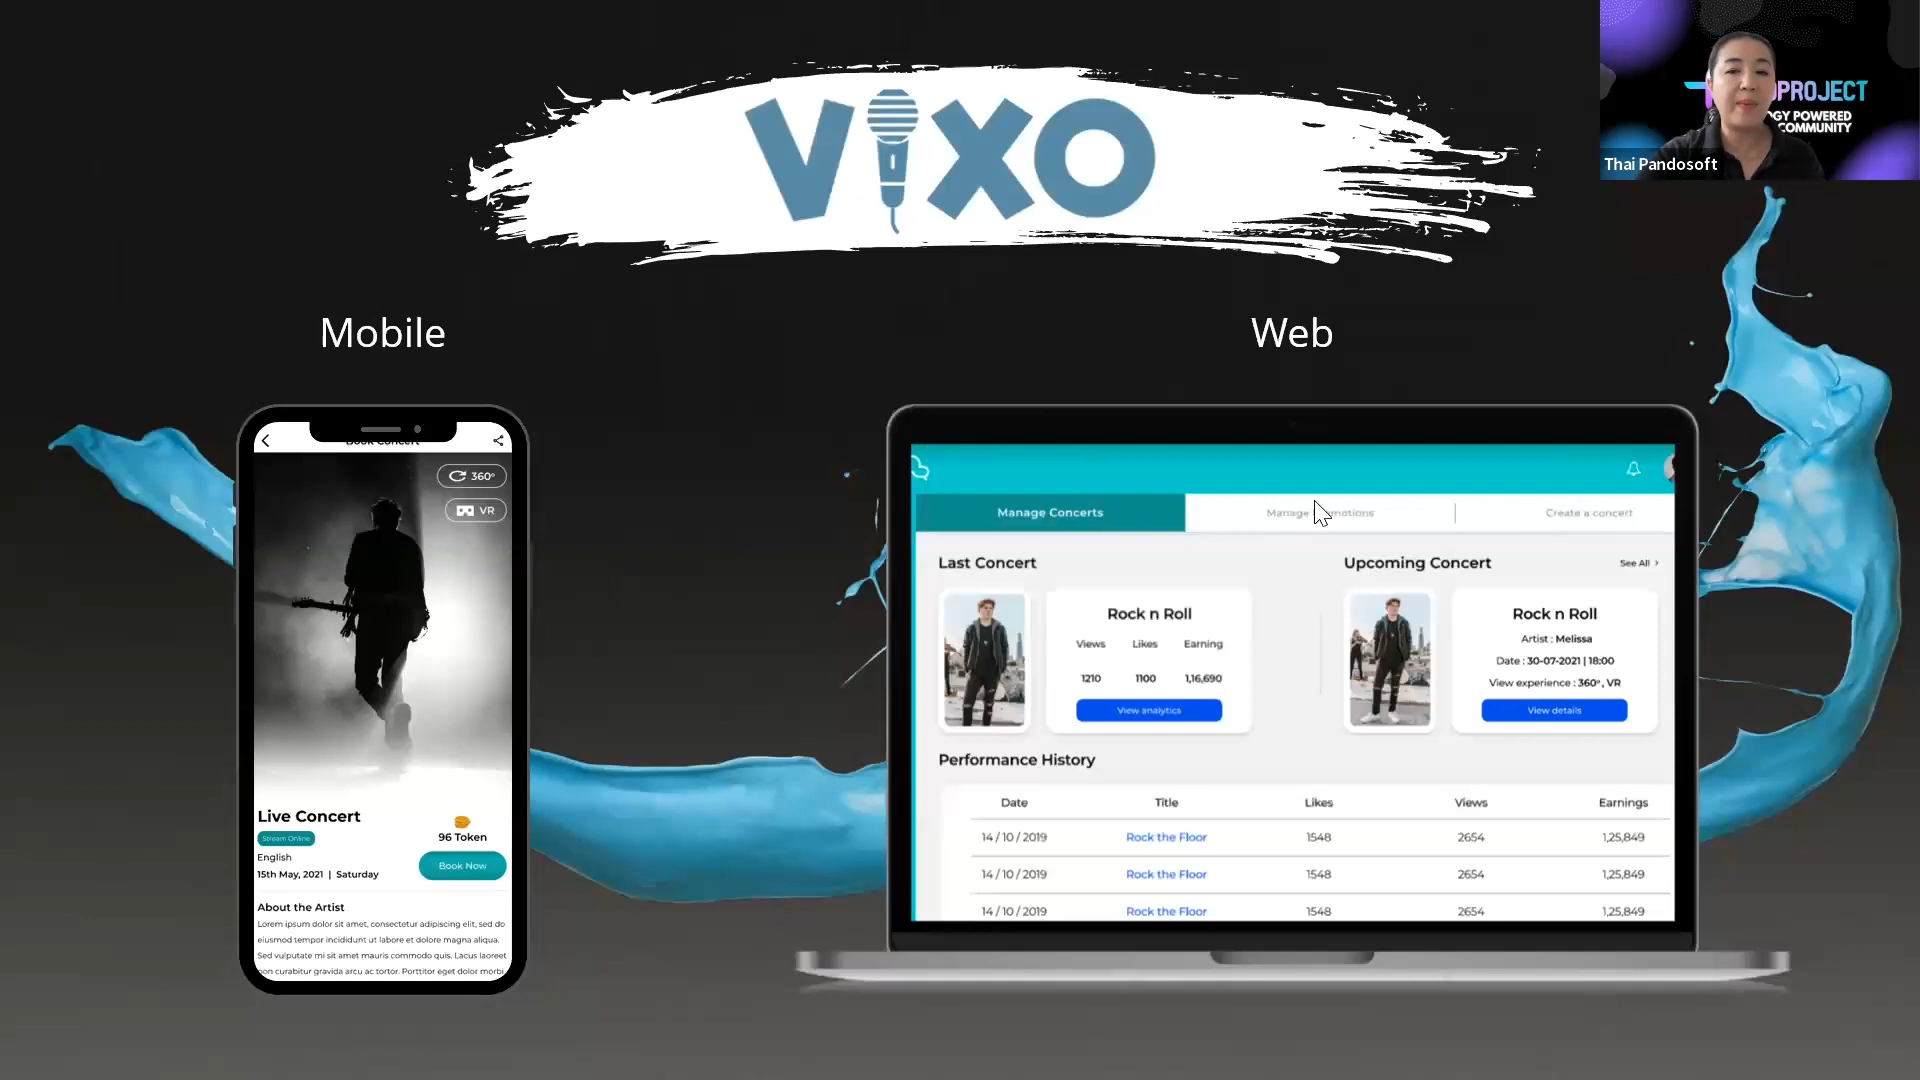 VIXO
PROJECT
GY POWERED
COMMUNITY
Thai Pandosoft
Mobile
Web
Book Concert
360°
VR
Live Concert
Stream Online
96 Token
English
Book Now
15th May, 2021 | Saturday
About the Artist
Lorem ipsum dolor sit amet, consectetur adipiscing elit, sed do
eiusmod tempor incididunt ut labore et dolore magna aliqua.
Sed vulputate mi sit amet mauris commodo quis. Lacus laoreet
non curabitur gravida arcu ac tortor. Porttitor eget dolor morbi
Manage Concerts
Manage motions
Create a concert
Last Concert
Rock n Roll
Views Likes Earning
1210 1100 1,16,690
View analytics
Upcoming Concert
See All >
Rock n Roll
Artist : Melissa
Date : 30-07-2021 | 18:00
View experience : 360°, VR
View details
Performance History
Date Title Likes Views Earnings
14 / 10 / 2019 Rock the Floor 1548 2654 1,25,849
14 / 10 / 2019 Rock the Floor 1548 2654 1,25,849
14 / 10 / 2019 Rock the Floor 1548 2654 1,25,849